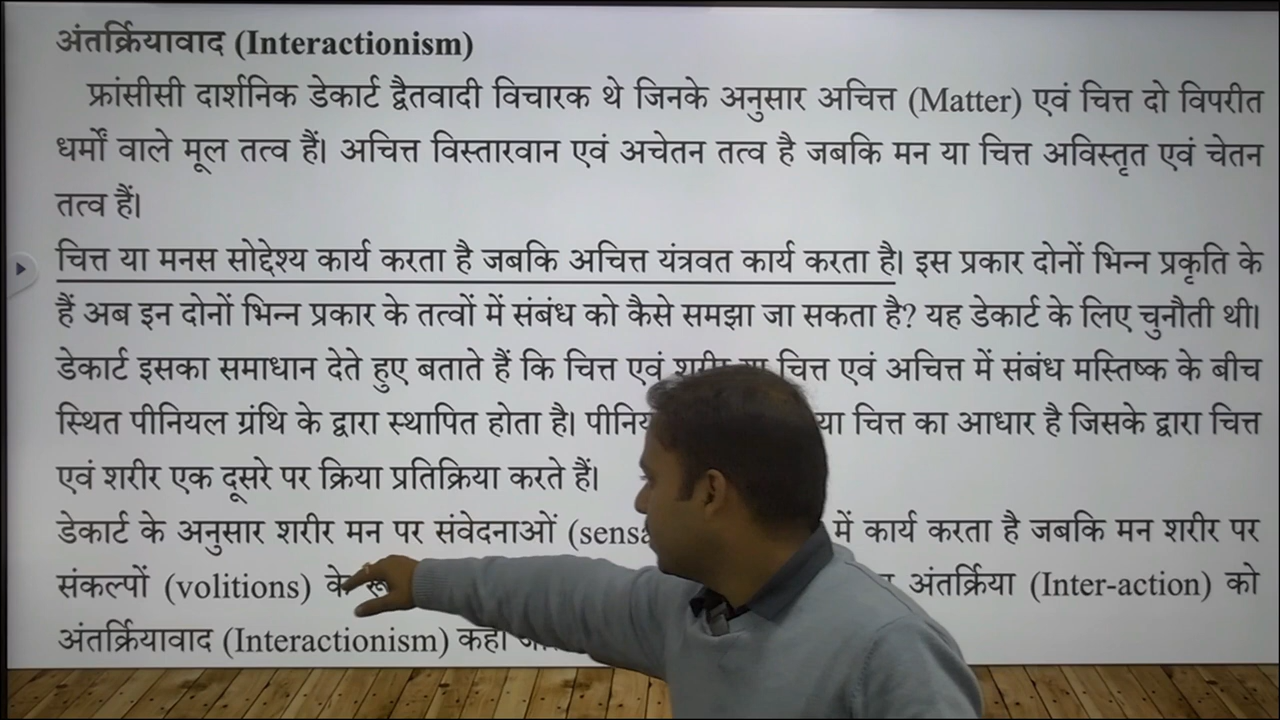 अंतर्क्रियावाद (Interactionism)
फ्रांसीसी दार्शनिक डेकार्ट द्वैतवादी विचारक थे जिनके अनुसार अचित्त (Matter) एवं चित्त दो विपरीत
धर्मों वाले मूल तत्व हैं। अचित्त विस्तारवान एवं अचेतन तत्व है जबकि मन या चित्त अविस्तृत एवं चेतन
तत्व हैं।
चित्त या मनस सोद्देश्य कार्य करता है जबकि अचित्त यंत्रवत कार्य करता है। इस प्रकार दोनों भिन्न प्रकृति के
हैं अब इन दोनों भिन्न प्रकार के तत्वों में संबंध को कैसे समझा जा सकता है? यह डेकार्ट के लिए चुनौती थी।
डेकार्ट इसका समाधान देते हुए बताते हैं कि चित्त एवं शरीर या चित्त एवं अचित्त में संबंध मस्तिष्क के बीच
स्थित पीनियल ग्रंथि के द्वारा स्थापित होता है। या चित्त का आधार है जिसके द्वारा चित्त
एवं शरीर एक दूसरे पर क्रिया प्रतिक्रिया करते हैं।
डेकार्ट के अनुसार शरीर मन पर संवेदनाओं में कार्य करता है जबकि मन शरीर पर
संकल्पों (volitions) के अंतर्क्रिया (Inter-action) को
अंतर्क्रियावाद (Interactionism) कहा